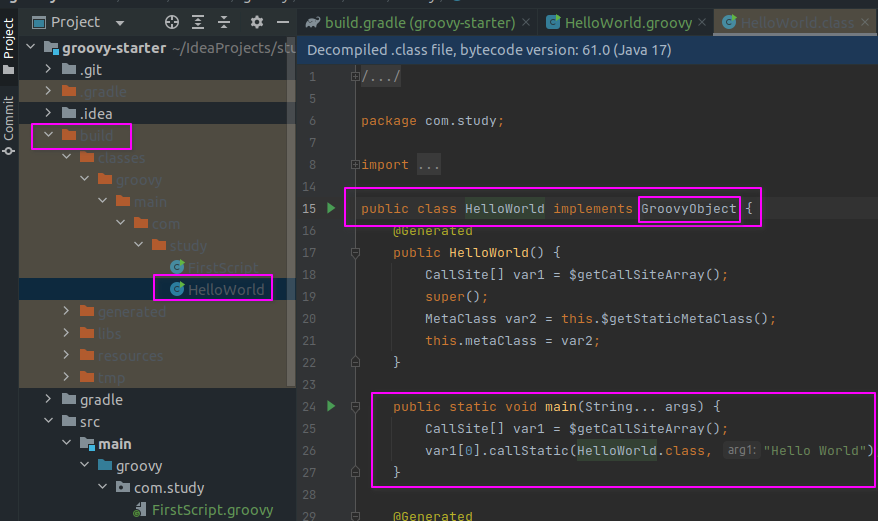 Project
Commit
Project
groovy-starter ~/IdeaProjects/stu
.git
.gradle
.idea
build
classes
groovy
main
com
study
FirstScript
HelloWorld
generated
libs
resources
tmp
gradle
src
main
groovy
com.study
FirstScript.groovy
build.gradle (groovy-starter)
HelloWorld.groovy
HelloWorld.class
Decompiled .class file, bytecode version: 61.0 (Java 17)
1 /.../
5
6 package com.study;
7
8 import ...
14
15 public class HelloWorld implements GroovyObject {
16 @Generated
17 public HelloWorld() {
18 CallSite[] var1 = $getCallSiteArray();
19 super();
20 MetaClass var2 = this.$getStaticMetaClass();
21 this.metaClass = var2;
22 }
23
24 public static void main(String... args) {
25 CallSite[] var1 = $getCallSiteArray();
26 var1[0].callStatic(HelloWorld.class, arg1: "Hello World")
27 }
28
29 @Generated